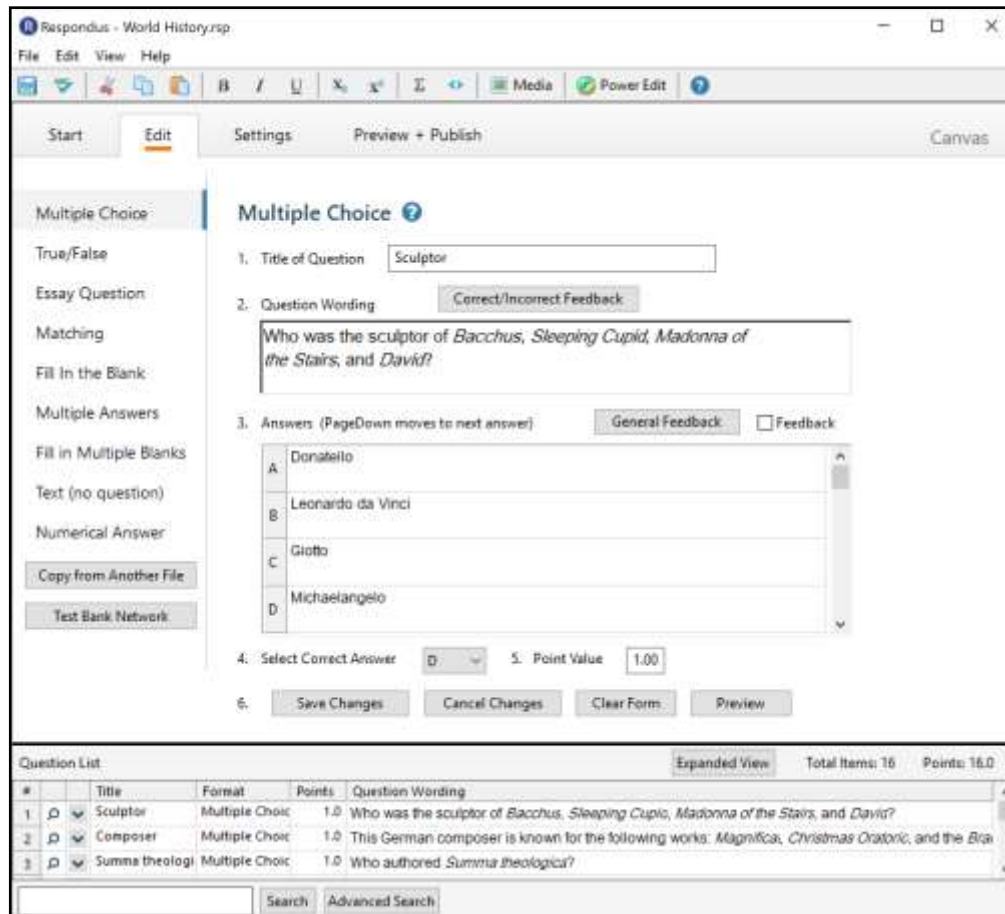 Respondus - World History.rsp
File Edit View Help
B I U X₁ x² Σ <> Media Power Edit ?
Start Edit Settings Preview + Publish Canvas
Multiple Choice
True/False
Essay Question
Matching
Fill In the Blank
Multiple Answers
Fill in Multiple Blanks
Text (no question)
Numerical Answer
Copy from Another File
Test Bank Network
Multiple Choice ?
1. Title of Question Sculptor
2. Question Wording Correct/Incorrect Feedback
Who was the sculptor of Bacchus, Sleeping Cupid, Madonna of
the Stairs, and David?
3. Answers (PageDown moves to next answer) General Feedback Feedback
A Donatello
B Leonardo da Vinci
C Giotto
D Michaelangelo
4. Select Correct Answer D 5. Point Value 1.00
6. Save Changes Cancel Changes Clear Form Preview
Question List Expanded View Total Items: 16 Points: 16.0
# Title Format Points Question Wording
1 Sculptor Multiple Choic 1.0 Who was the sculptor of Bacchus, Sleeping Cupid, Madonna of the Stairs, and David?
2 Composer Multiple Choic 1.0 This German composer is known for the following works: Magnificat, Christmas Oratorio, and the Bra
3 Summa theologi Multiple Choic 1.0 Who authored Summa theologica?
Search Advanced Search